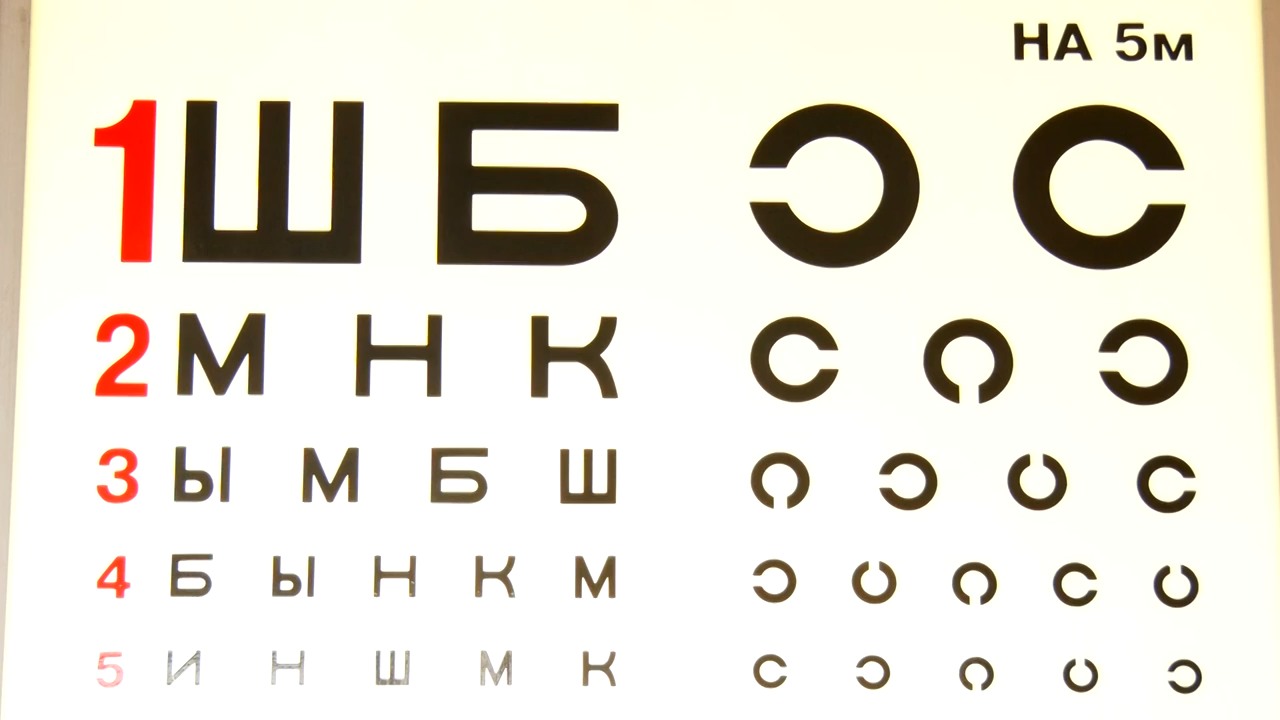 НА 5м
1 Ш Б
2 М Н К
3 Ы М Б Ш
4 Б Ы Н К М
5 И Н Ш М К